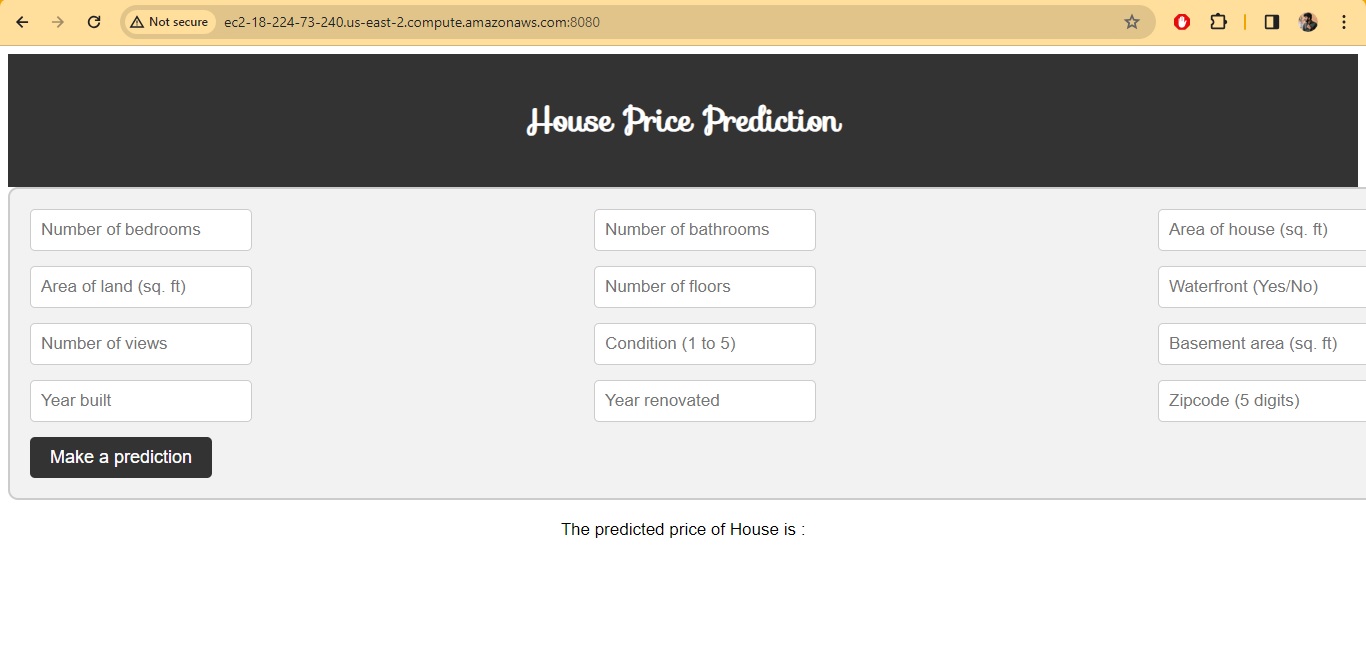 Not secure ec2-18-224-73-240.us-east-2.compute.amazonaws.com:8080
House Price Prediction
Number of bedrooms Number of bathrooms Area of house (sq. ft)
Area of land (sq. ft) Number of floors Waterfront (Yes/No)
Number of views Condition (1 to 5) Basement area (sq. ft)
Year built Year renovated Zipcode (5 digits)
Make a prediction
The predicted price of House is :